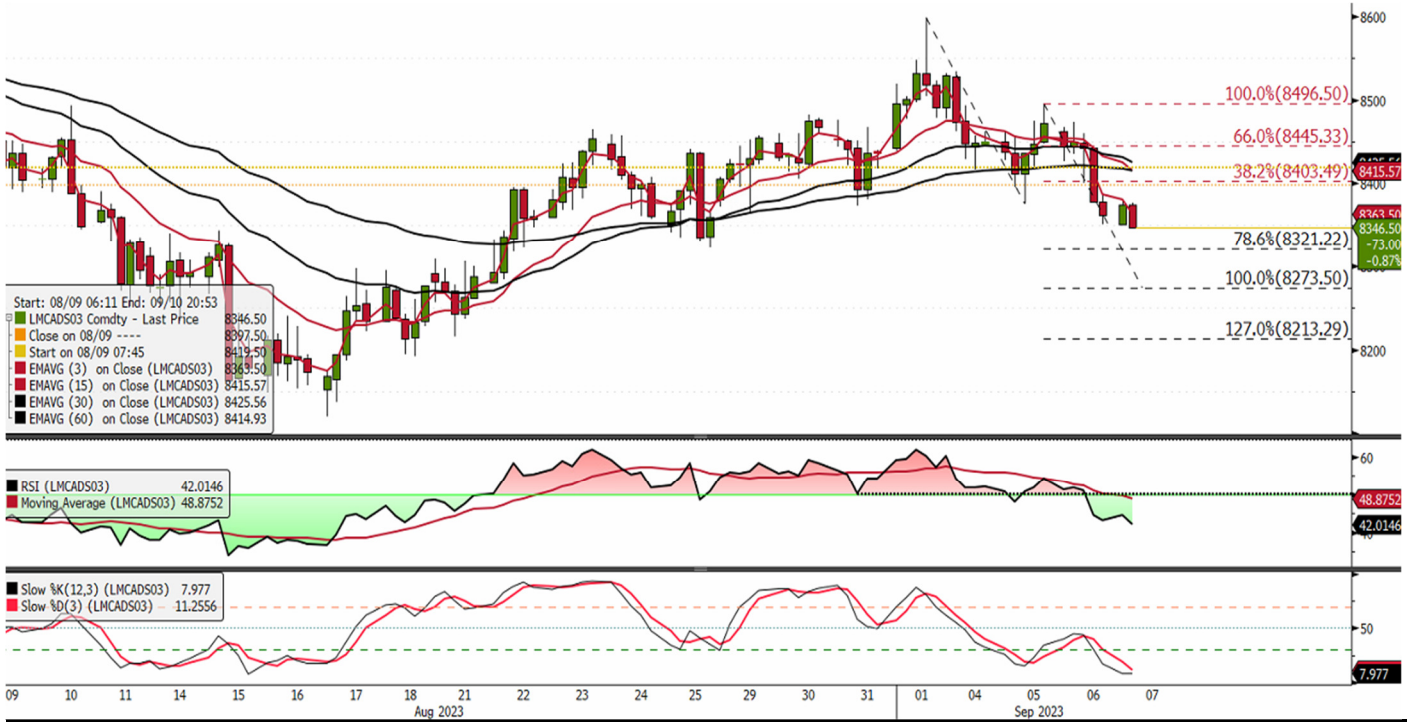 8600
8500
100.0%(8496.50)
66.0%(8445.33)
8415.57
38.2%(8403.49)
8400
8363.50
8346.50
-73.00
-0.87%
78.6%(8321.22)
100.0%(8273.50)
127.0%(8213.29)
8200
Start: 08/09 06:11 End: 09/10 20:53
LMCADS03 Comdty - Last Price 8346.50
Close on 08/09 ---- 8397.50
Start on 08/09 07:45 8419.50
EMAVG (3) on Close (LMCADS03) 8363.50
EMAVG (15) on Close (LMCADS03) 8415.57
EMAVG (30) on Close (LMCADS03) 8425.56
EMAVG (60) on Close (LMCADS03) 8414.93
60
RSI (LMCADS03) 42.0146
Moving Average (LMCADS03) 48.8752
48.8752
42.0146
Slow %K(12,3) (LMCADS03) 7.977
Slow %D(3) (LMCADS03) 11.2556
50
7.977
09 10 11 14 15 16 17 18 21 22 23 24 25 29 30 31 01 04 05 06 07
Aug 2023 Sep 2023